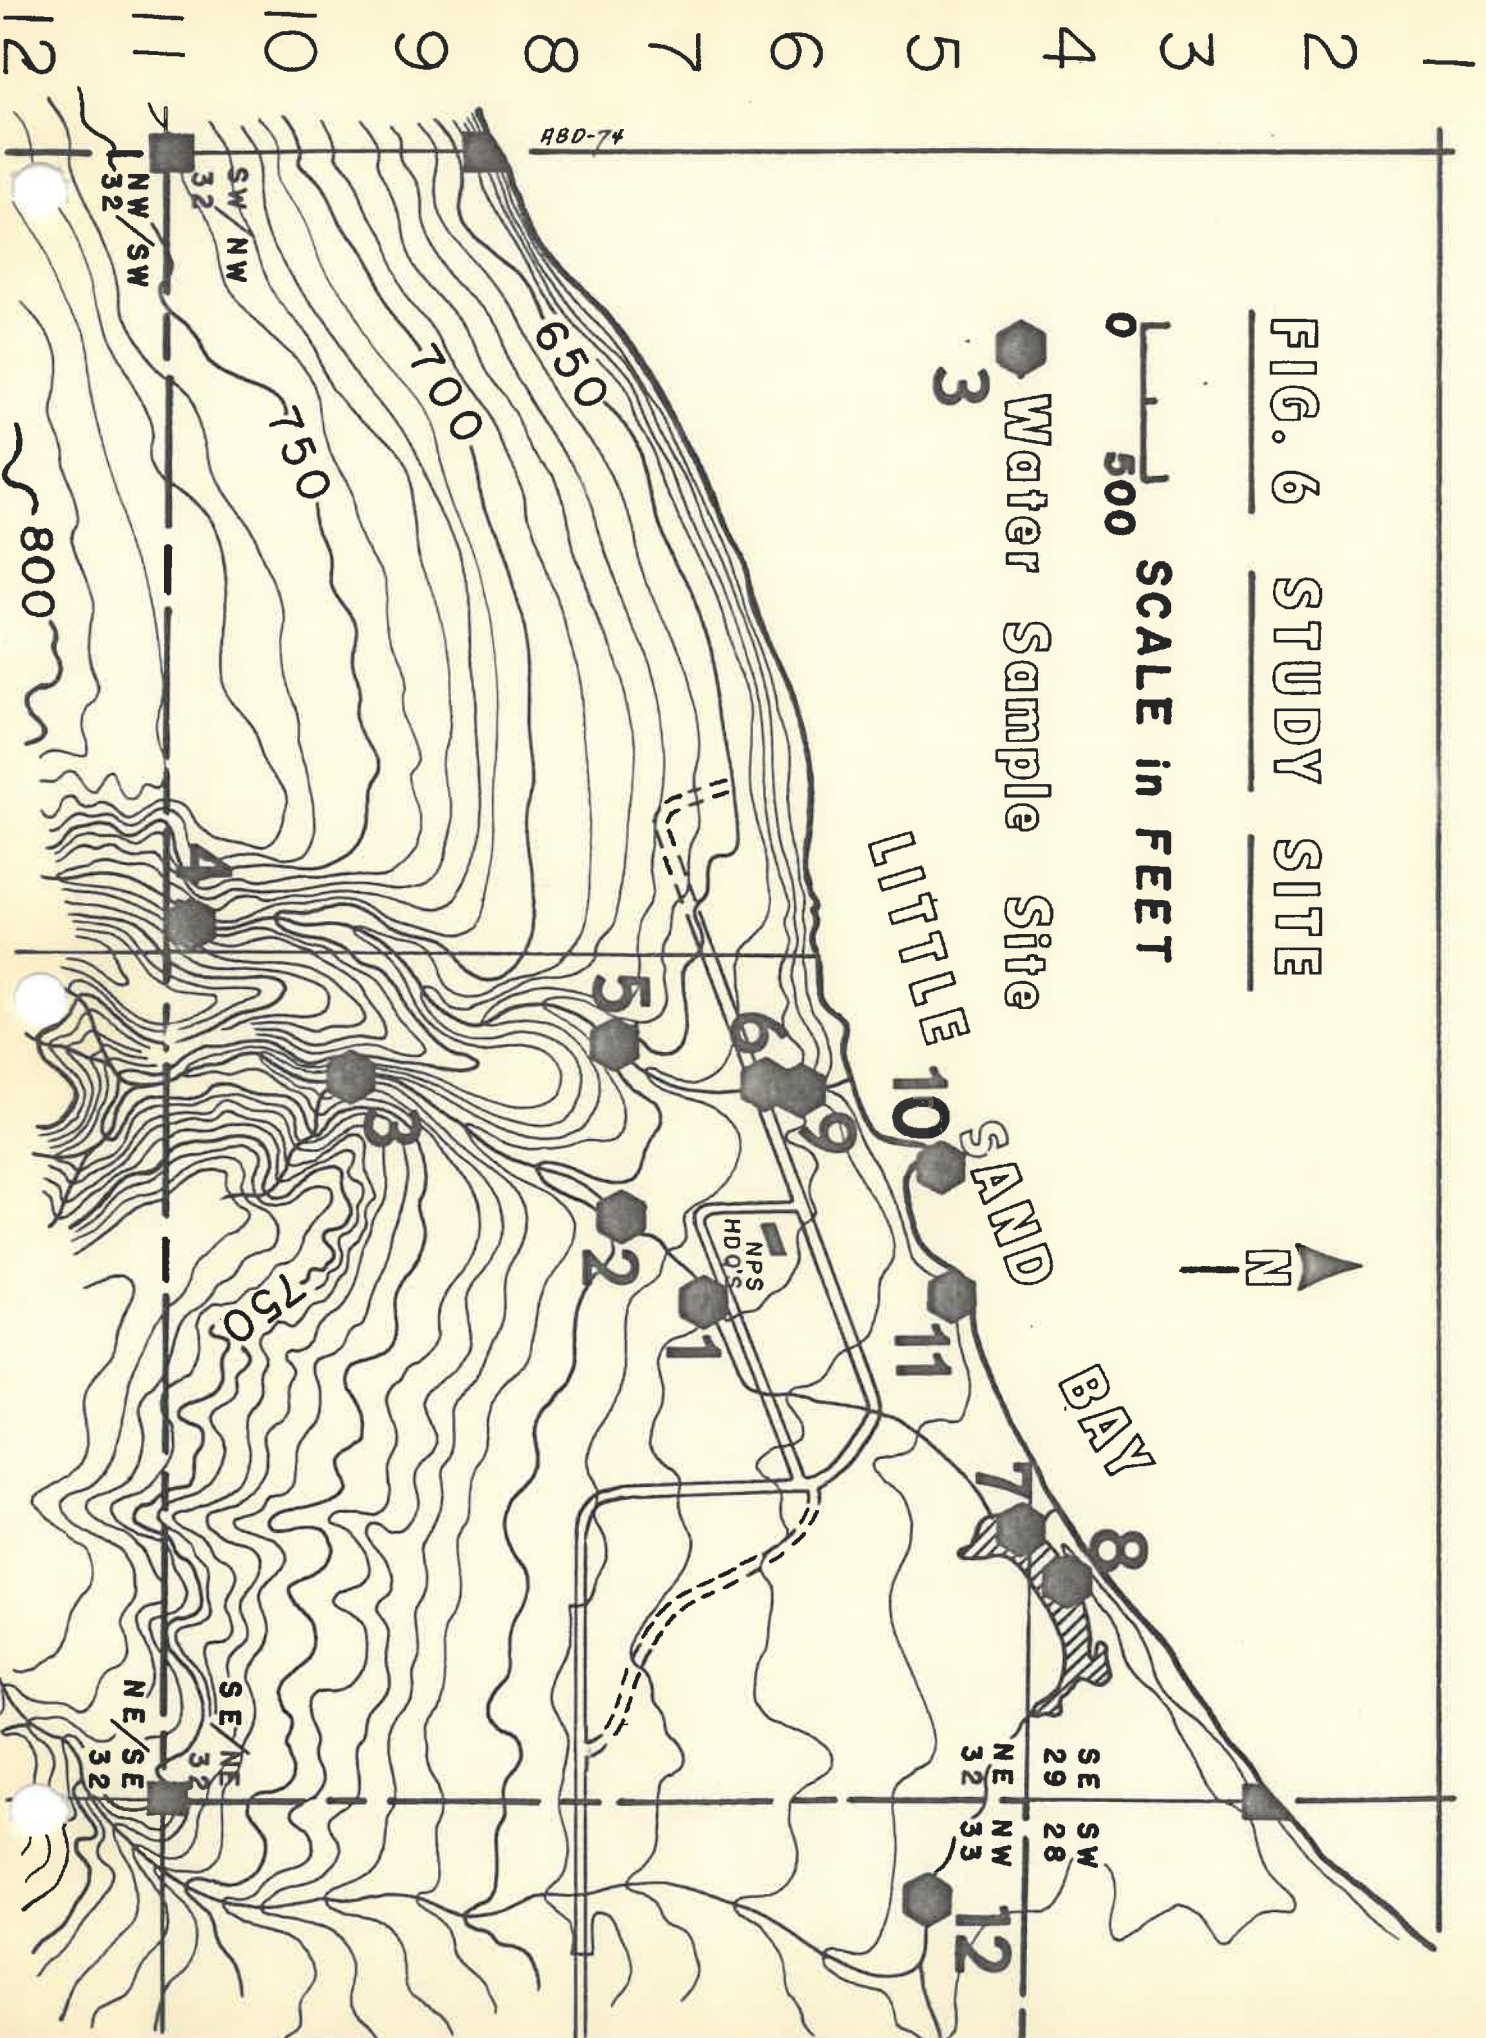 FIG. 6 STUDY SITE
0 500 SCALE in FEET
3 Water Sample Site
N
LITTLE SAND BAY
1
2
3
4
5
6
7
8
9
10
11
12
ABD-74
650
700
750
800
750
SW/NW
32
NW/SW
32
4
5
6
9
10
3
2
1
11
7
8
12
NPS
HDQ'S
SE SW
29 28
NE NW
32 33
SE/NE
32
NE/SE
32